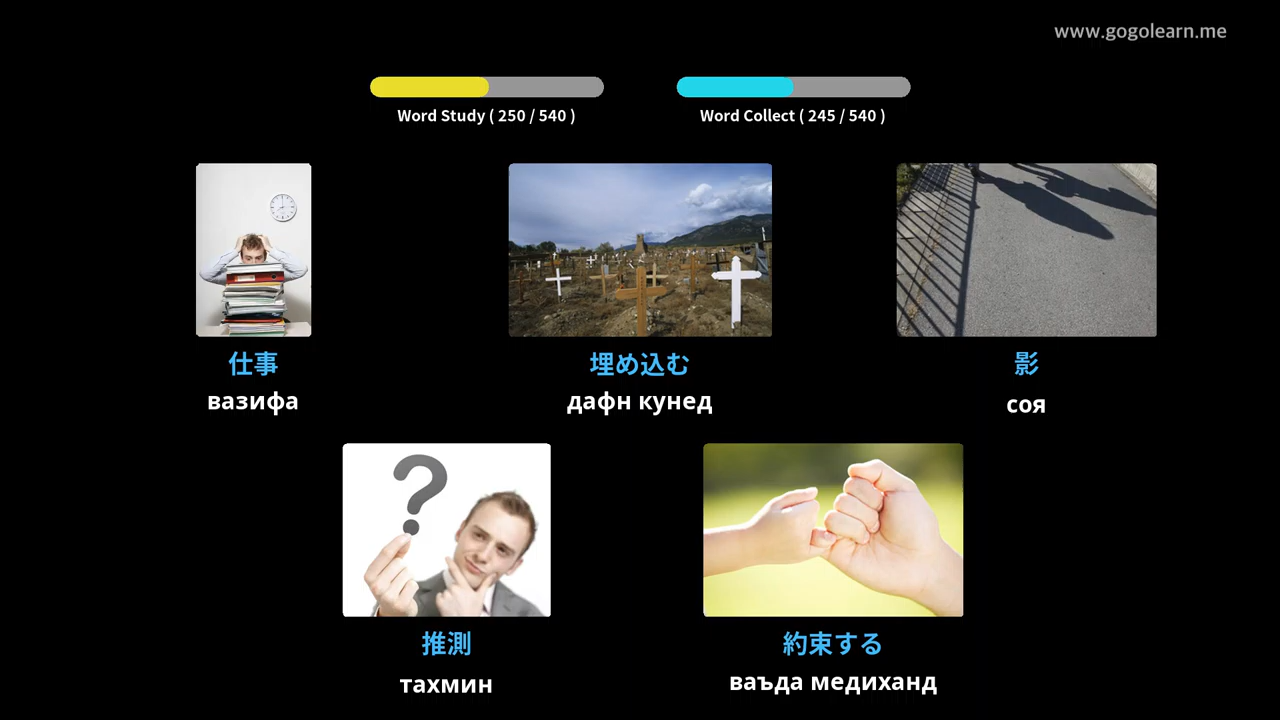 www.gogolearn.me
Word Study ( 250 / 540 )
Word Collect ( 245 / 540 )
仕事
вазифа
埋め込む
дафн кунед
影
соя
推測
тахмин
約束する
ваъда медиханд